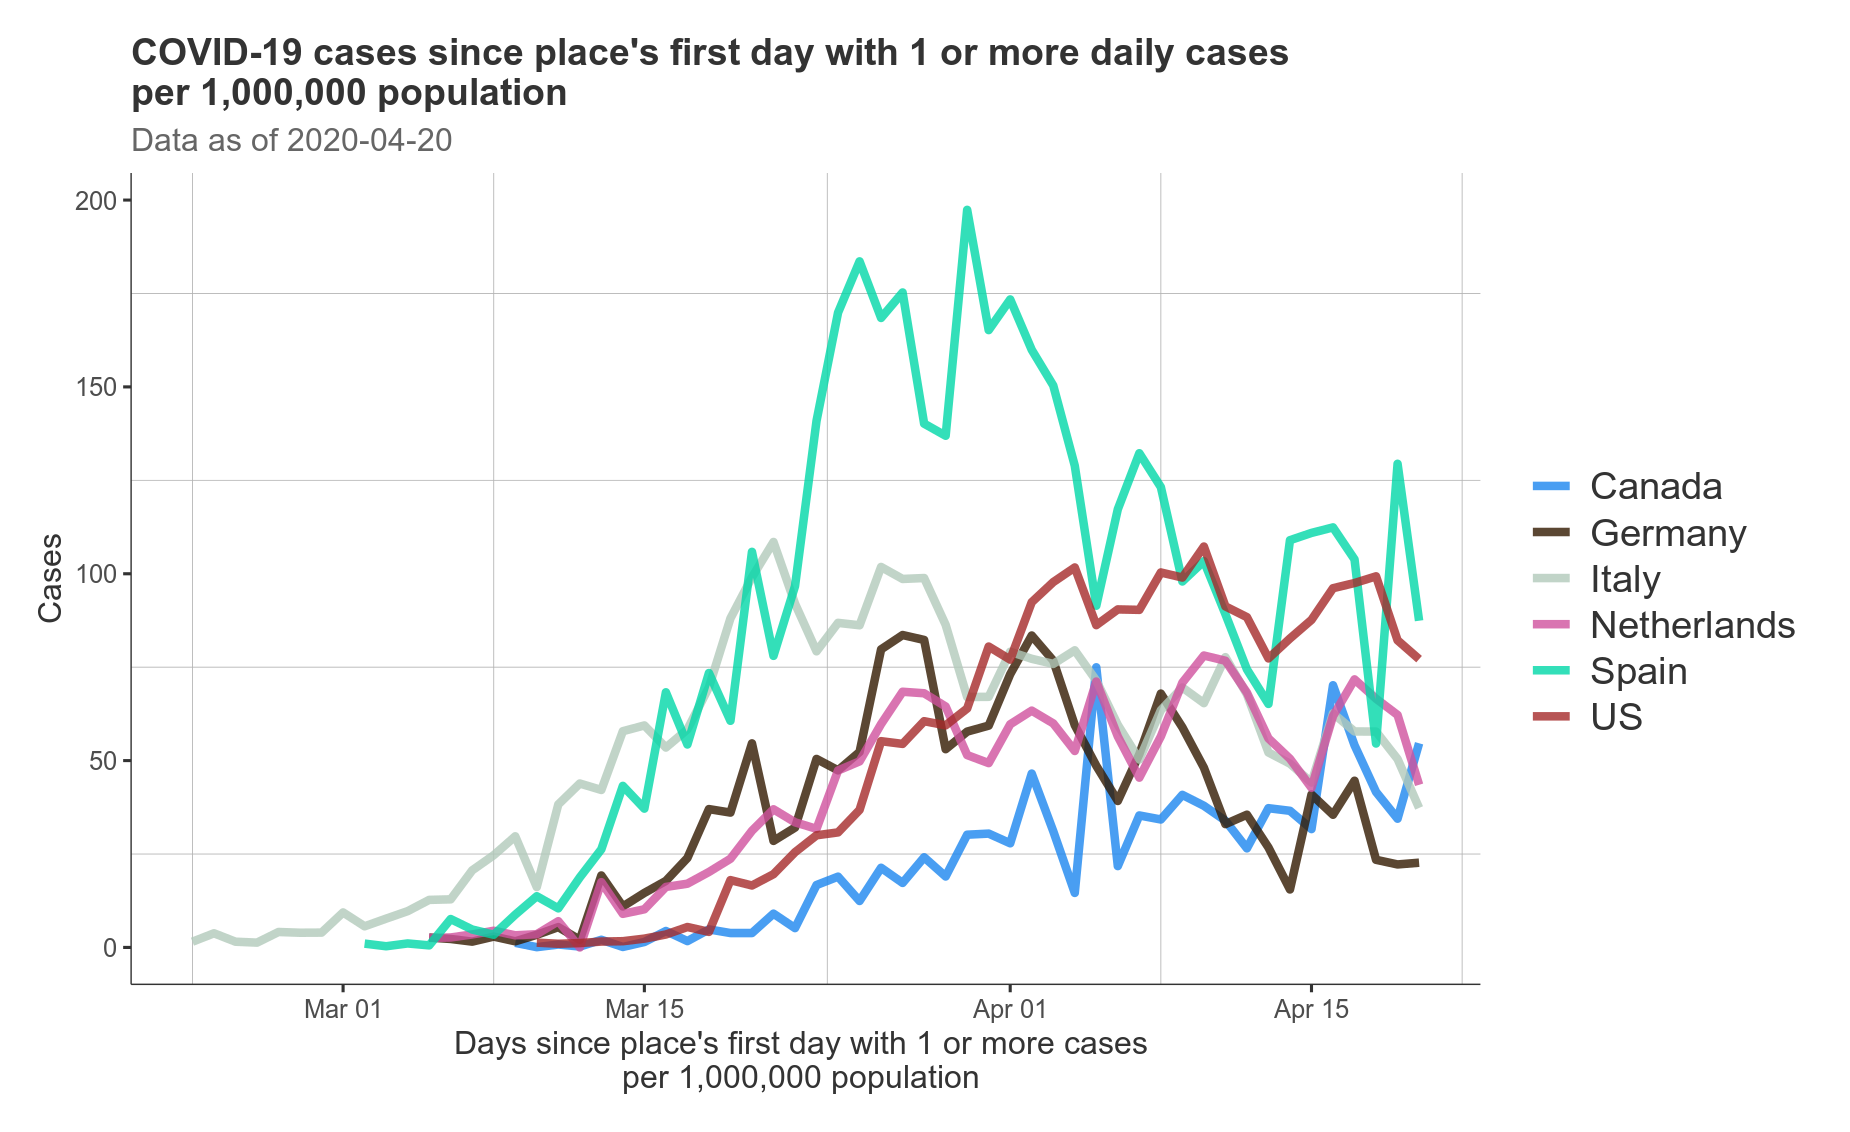 COVID-19 cases since place's first day with 1 or more daily cases
per 1,000,000 population
Data as of 2020-04-20
200
150
100
50
0
Cases
Mar 01
Mar 15
Apr 01
Apr 15
Days since place's first day with 1 or more cases
per 1,000,000 population
Canada
Germany
Italy
Netherlands
Spain
US